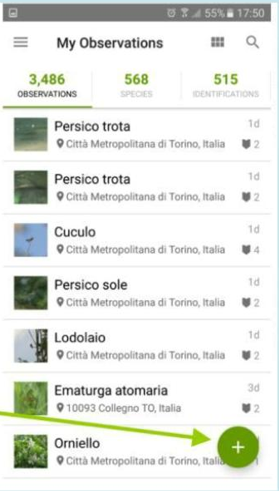 55% 17:50
My Observations
3,486 568 515
OBSERVATIONS SPECIES IDENTIFICATIONS
Persico trota 1d
Città Metropolitana di Torino, Italia 2
Persico trota 1d
Città Metropolitana di Torino, Italia 2
Cuculo 1d
Città Metropolitana di Torino, Italia 4
Persico sole 1d
Città Metropolitana di Torino, Italia 2
Lodolaio 1d
Città Metropolitana di Torino, Italia 2
Ematurga atomaria 3d
10093 Collegno TO, Italia 2
Orniello
Città Metropolitana di Torino, Italia